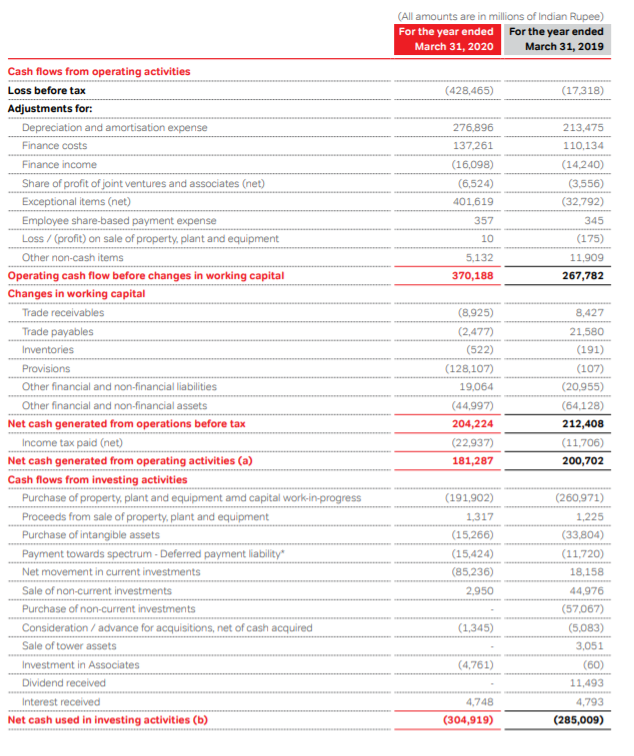 (All amounts are in millions of Indian Rupee)
For the year ended March 31, 2020 For the year ended March 31, 2019
Cash flows from operating activities
Loss before tax (428,465) (17,318)
Adjustments for:
Depreciation and amortisation expense 276,896 213,475
Finance costs 137,261 110,134
Finance income (16,098) (14,240)
Share of profit of joint ventures and associates (net) (6,524) (3,556)
Exceptional items (net) 401,619 (32,792)
Employee share-based payment expense 357 345
Loss / (profit) on sale of property, plant and equipment 10 (175)
Other non-cash items 5,132 11,909
Operating cash flow before changes in working capital 370,188 267,782
Changes in working capital
Trade receivables (8,925) 8,427
Trade payables (2,477) 21,580
Inventories (522) (191)
Provisions (128,107) (107)
Other financial and non-financial liabilities 19,064 (20,955)
Other financial and non-financial assets (44,997) (64,128)
Net cash generated from operations before tax 204,224 212,408
Income tax paid (net) (22,937) (11,706)
Net cash generated from operating activities (a) 181,287 200,702
Cash flows from investing activities
Purchase of property, plant and equipment amd capital work-in-progress (191,902) (260,971)
Proceeds from sale of property, plant and equipment 1,317 1,225
Purchase of intangible assets (15,266) (33,804)
Payment towards spectrum - Deferred payment liability* (15,424) (11,720)
Net movement in current investments (85,236) 18,158
Sale of non-current investments 2,950 44,976
Purchase of non-current investments - (57,067)
Consideration / advance for acquisitions, net of cash acquired (1,345) (5,083)
Sale of tower assets - 3,051
Investment in Associates (4,761) (60)
Dividend received - 11,493
Interest received 4,748 4,793
Net cash used in investing activities (b) (304,919) (285,009)